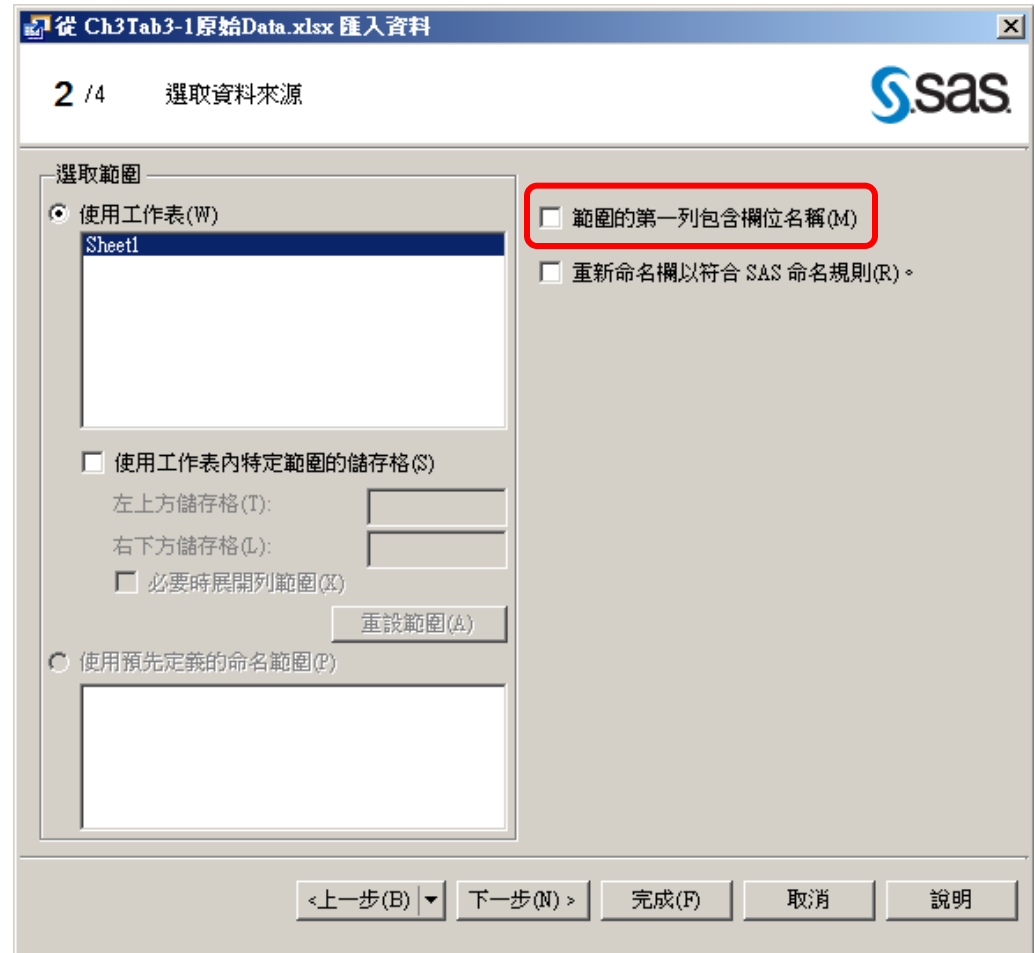 從 Ch3Tab3-1原始Data.xlsx 匯入資料
2 /4 選取資料來源
sas
選取範圍
使用工作表(W)
Sheet1
使用工作表內特定範圍的儲存格(S)
左上方儲存格(T):
右下方儲存格(L):
必要時展開列範圍(X)
重設範圍(A)
使用預先定義的命名範圍(P)
範圍的第一列包含欄位名稱(M)
重新命名欄以符合 SAS 命名規則(R)。
<上一步(B)
下一步(N) >
完成(F)
取消
說明